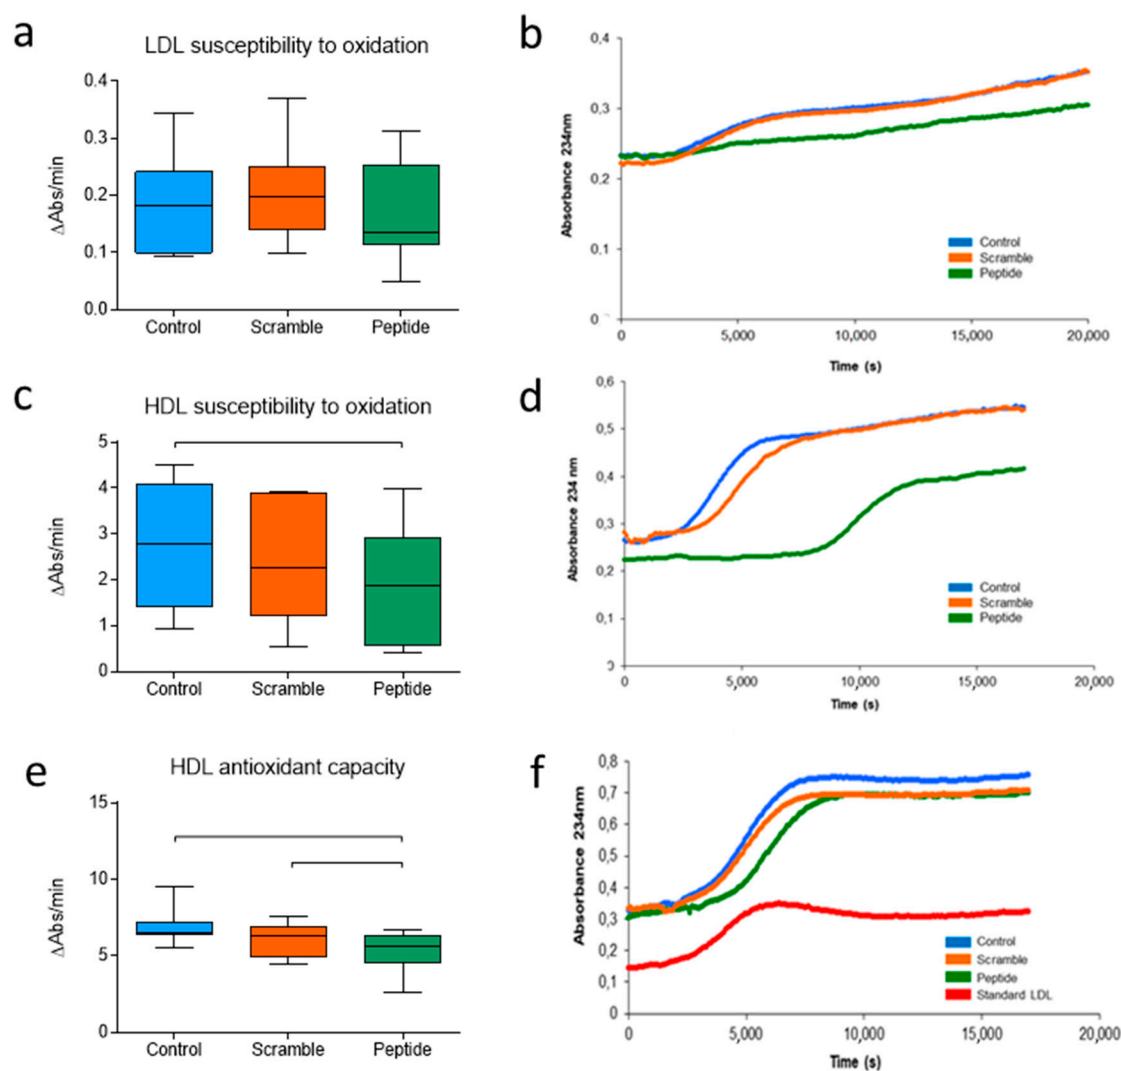 a
LDL susceptibility to oxidation
ΔAbs/min
0.4
0.3
0.2
0.1
0.0
Control
Scramble
Peptide
b
Absorbance 234nm
0,4
0,3
0,2
0,1
0
0
5,000
10,000
15,000
20,000
Time (s)
Control
Scramble
Peptide
c
HDL susceptibility to oxidation
ΔAbs/min
5
4
3
2
1
0
Control
Scramble
Peptide
d
Absorbance 234 nm
0,6
0,5
0,4
0,3
0,2
0,1
0
0
5,000
10,000
15,000
20,000
Time (s)
Control
Scramble
Peptide
e
HDL antioxidant capacity
ΔAbs/min
15
10
5
0
Control
Scramble
Peptide
f
Absorbance 234nm
0,8
0,7
0,6
0,5
0,4
0,3
0,2
0,1
0
0
5,000
10,000
15,000
20,000
Time (s)
Control
Scramble
Peptide
Standard LDL